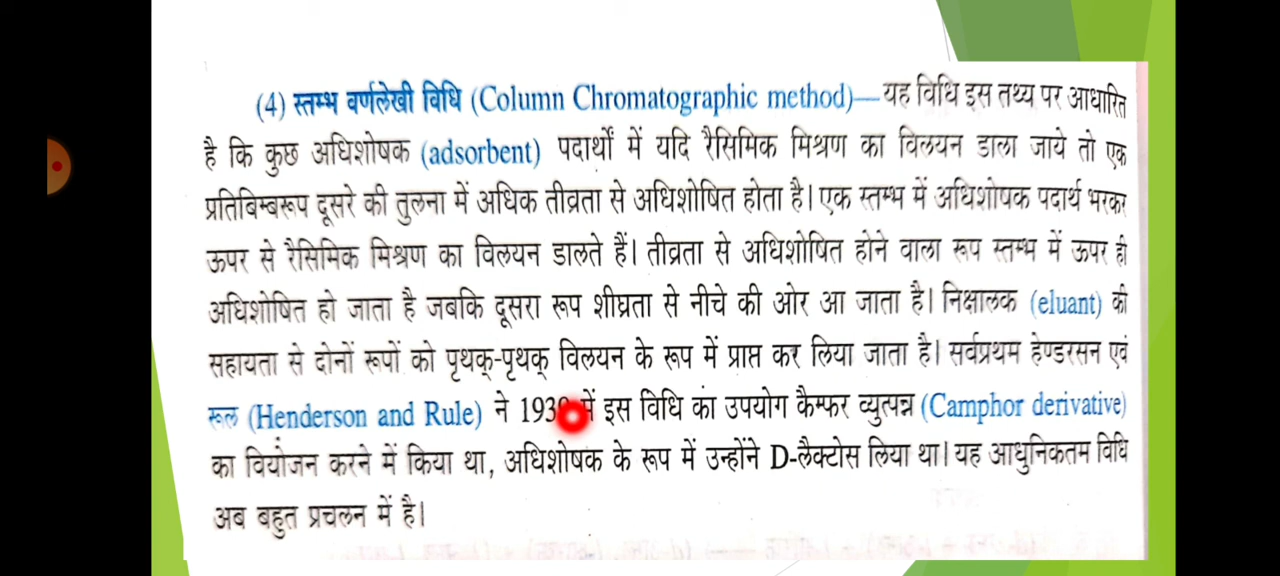 (4) स्तम्भ वर्णलेखी विधि (Column Chromatographic method)—यह विधि इस तथ्य पर आधारित
है कि कुछ अधिशोषक (adsorbent) पदार्थों में यदि रैसिमिक मिश्रण का विलयन डाला जाये तो एक
प्रतिबिम्बरूप दूसरे की तुलना में अधिक तीव्रता से अधिशोषित होता है। एक स्तम्भ में अधिशोषक पदार्थ भरकर
ऊपर से रैसिमिक मिश्रण का विलयन डालते हैं। तीव्रता से अधिशोषित होने वाला रूप स्तम्भ में ऊपर ही
अधिशोषित हो जाता है जबकि दूसरा रूप शीघ्रता से नीचे की ओर आ जाता है। निक्षालक (eluant) की
सहायता से दोनों रूपों को पृथक्-पृथक् विलयन के रूप में प्राप्त कर लिया जाता है। सर्वप्रथम हेण्डरसन एवं
रूल (Henderson and Rule) ने में इस विधि का उपयोग कैम्फर व्युत्पन्न (Camphor derivative)
का वियोजन करने में किया था, अधिशोषक के रूप में उन्होंने D-लैक्टोस लिया था। यह आधुनिकतम विधि
अब बहुत प्रचलन में है।